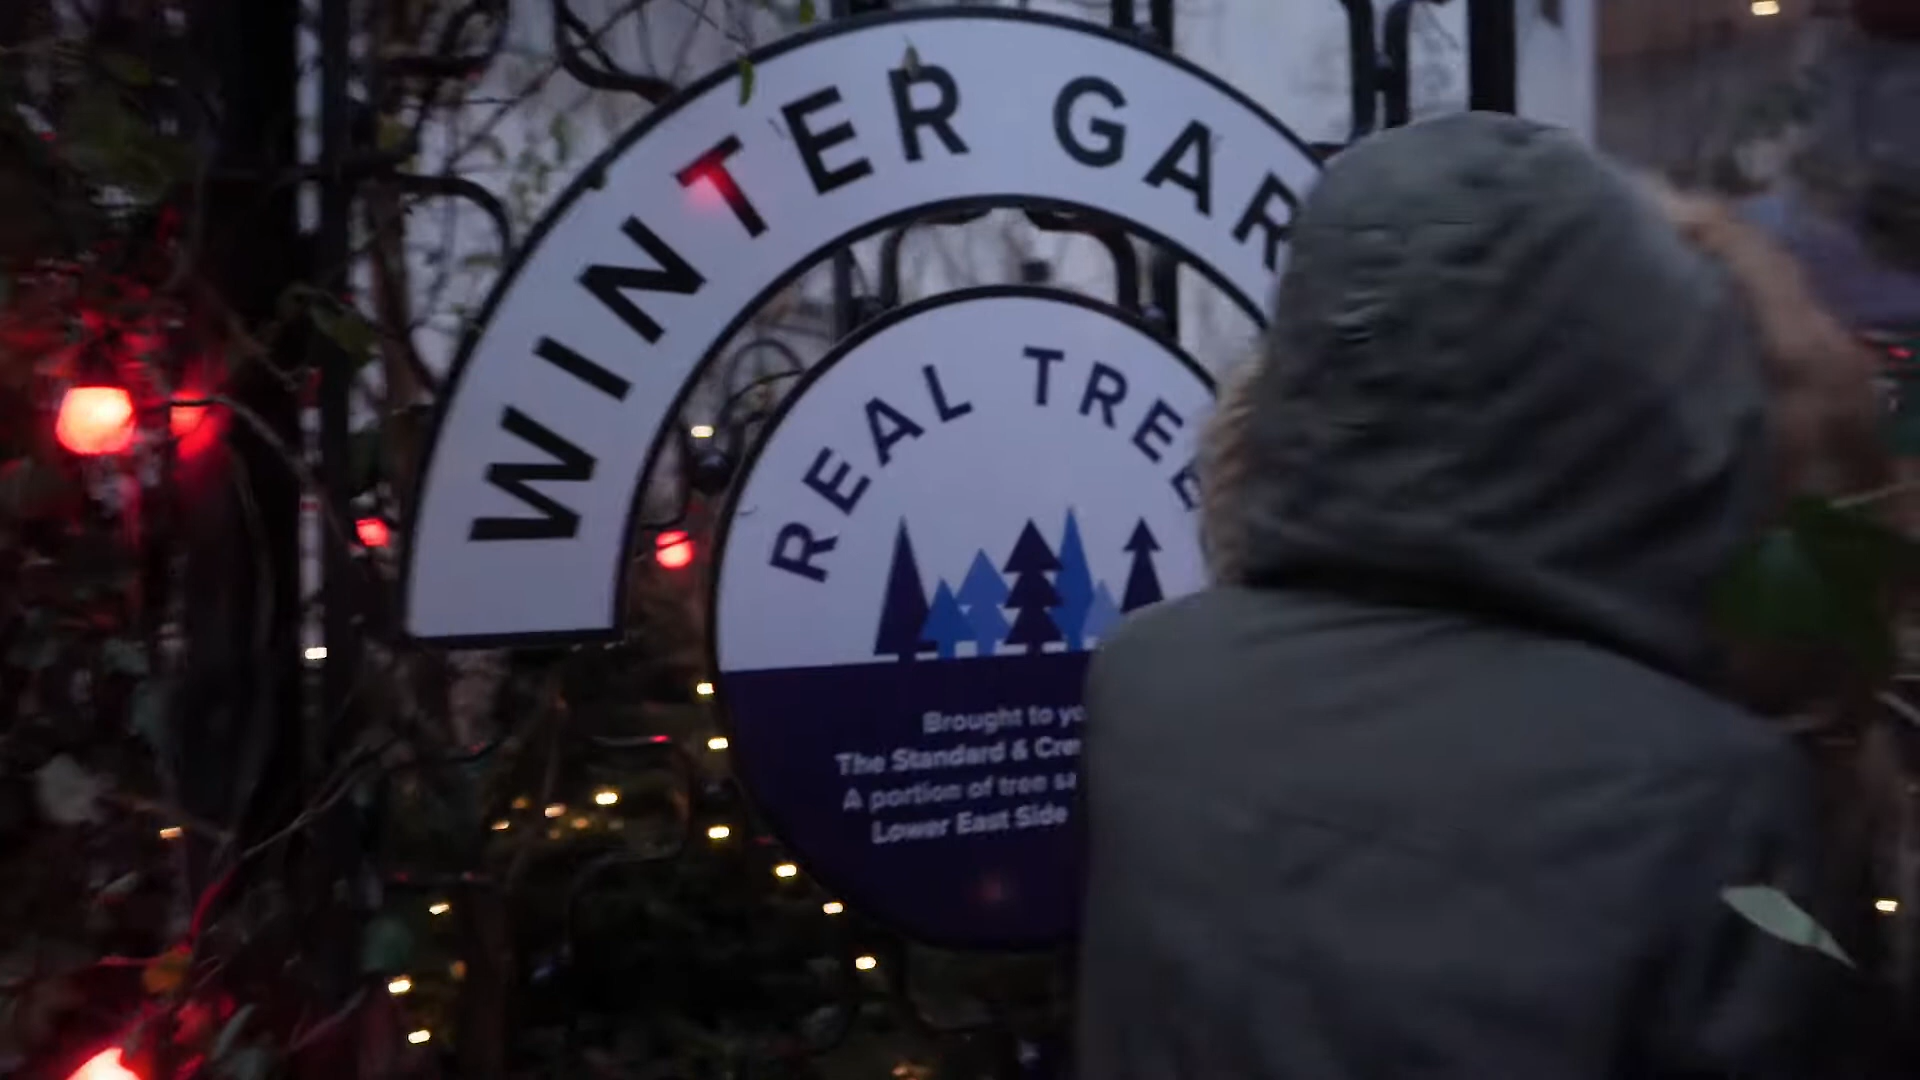 WINTER GAR
REAL TREE
Brought to yo
The Standard & Cre
A portion of tree sa
Lower East Side